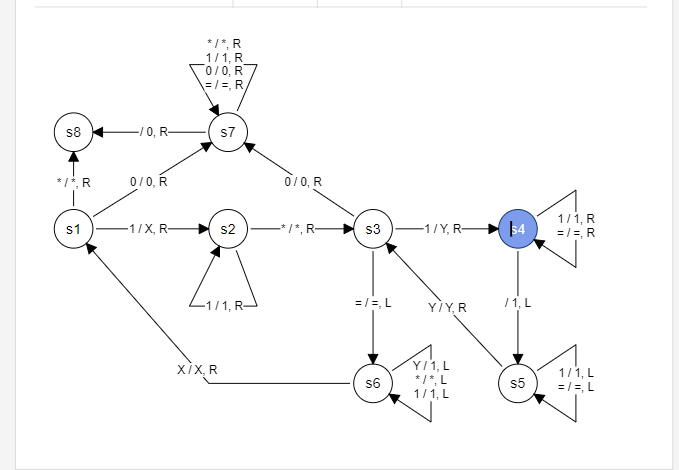 * / *, R
1 / 1, R
0 / 0, R
= / =, R
s8
/ 0, R
s7
* / *, R
0 / 0, R
0 / 0, R
s1
1 / X, R
s2
* / *, R
s3
1 / Y, R
s4
1 / 1, R
= / =, R
1 / 1, R
= / =, L
Y / Y, R
/ 1, L
X / X, R
s6
Y / 1, L
* / *, L
1 / 1, L
s5
1 / 1, L
= / =, L